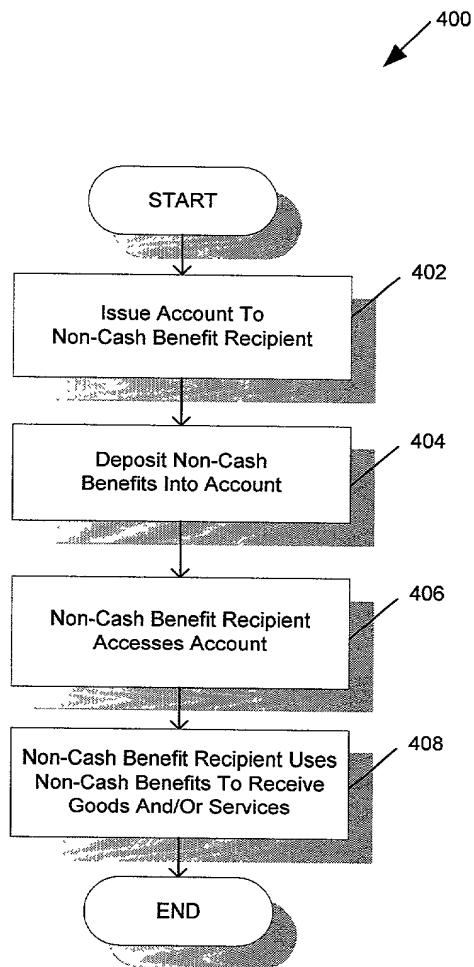 400
START
402
Issue Account To
Non-Cash Benefit Recipient
404
Deposit Non-Cash
Benefits Into Account
406
Non-Cash Benefit Recipient
Accesses Account
408
Non-Cash Benefit Recipient Uses
Non-Cash Benefits To Receive
Goods And/Or Services
END